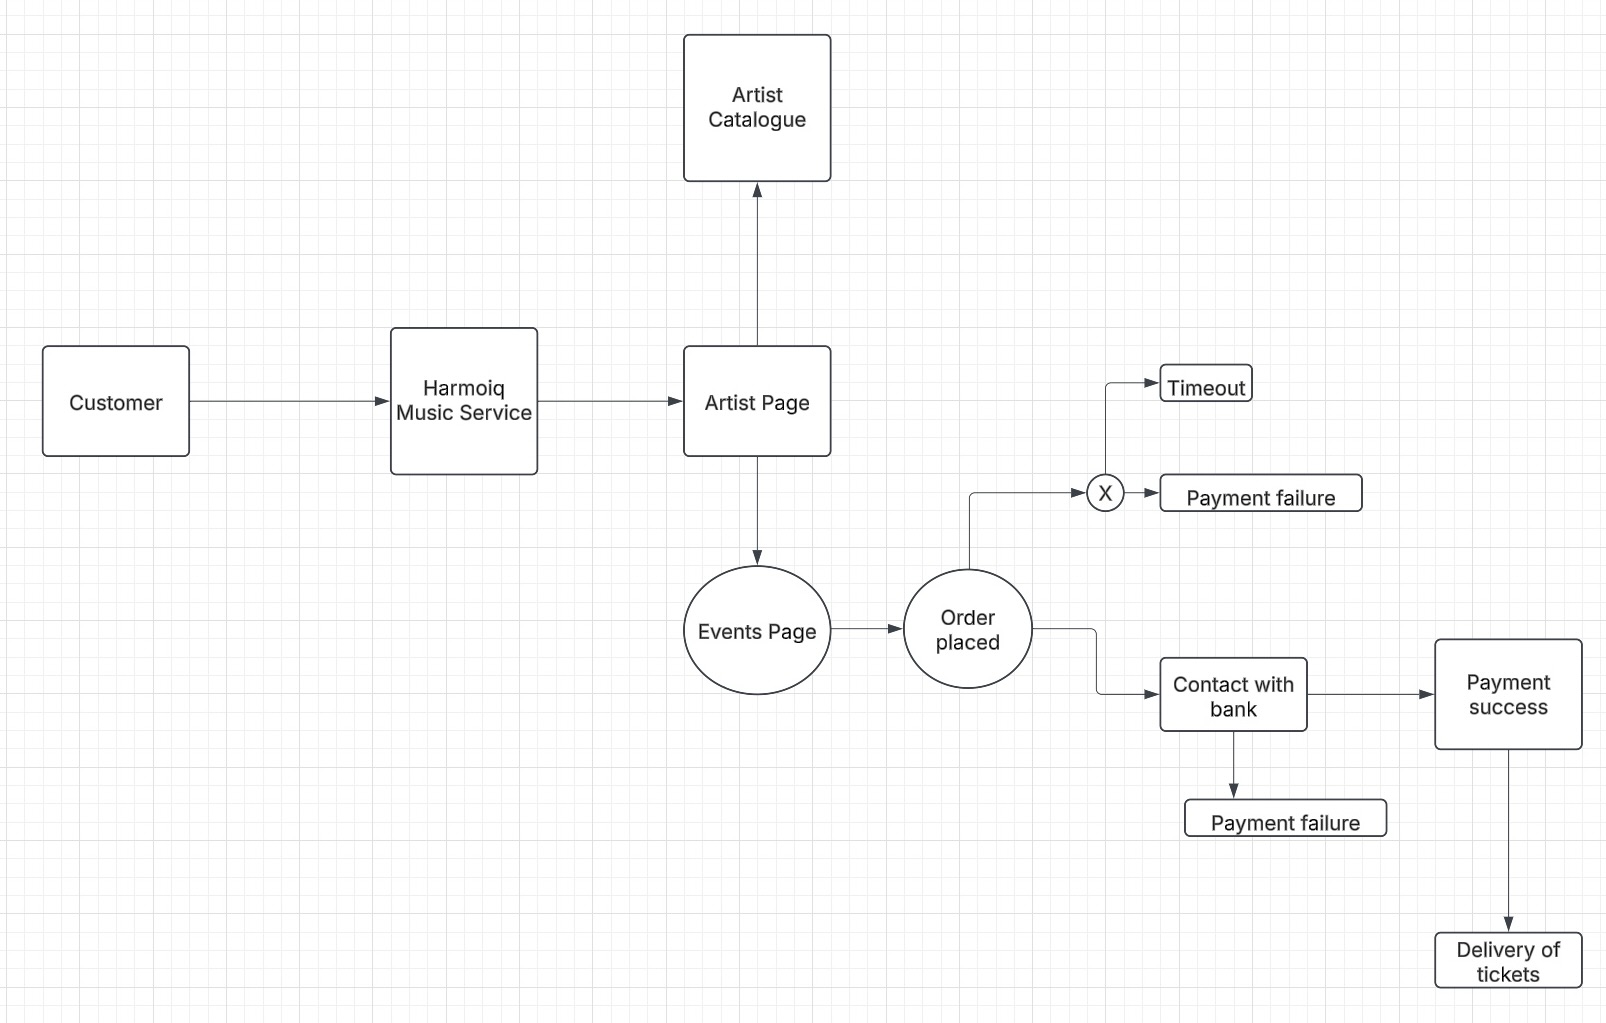 Artist
Catalogue
Customer
Harmoiq
Music Service
Artist Page
Timeout
X
Payment failure
Events Page
Order
placed
Contact with
bank
Payment
success
Payment failure
Delivery of
tickets